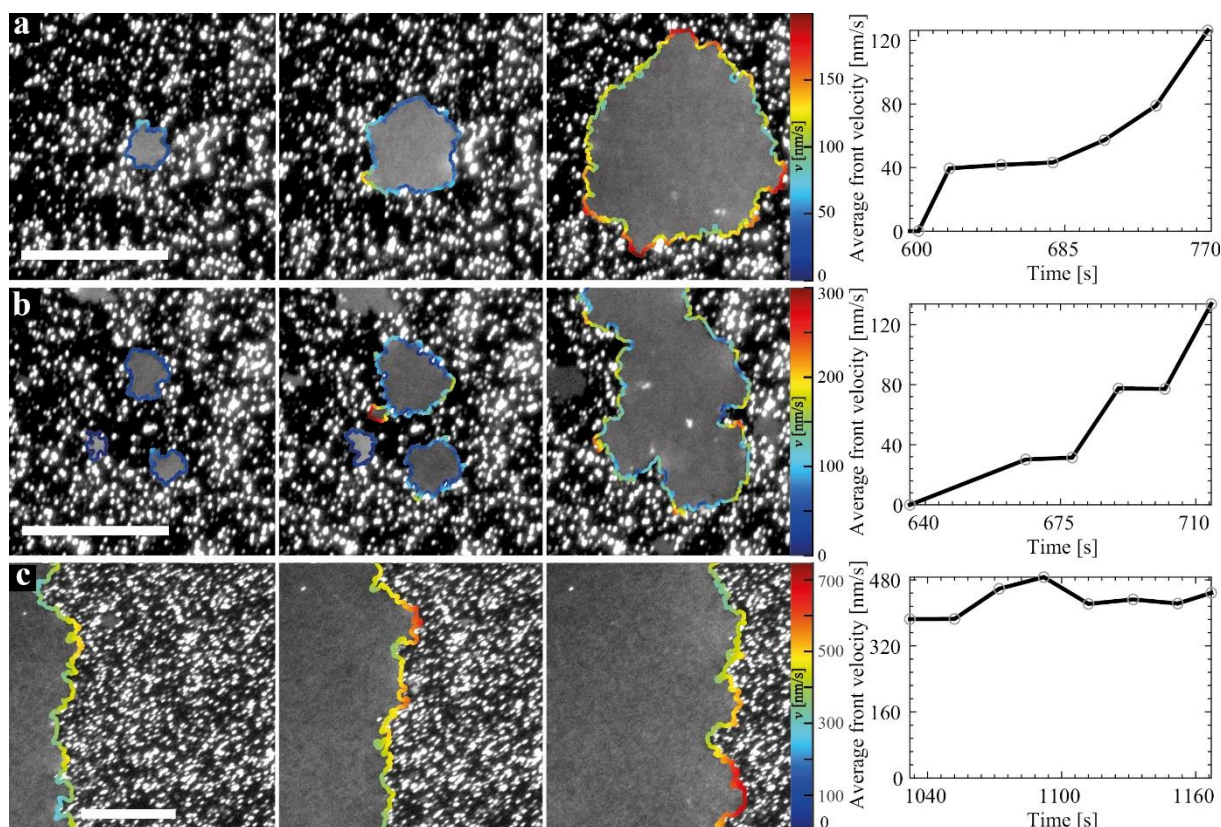 a
150
100
50
0
v [nm/s]
Average front velocity [nm/s]
120
80
40
0
600
685
770
Time [s]
b
300
200
100
0
v [nm/s]
Average front velocity [nm/s]
120
80
40
0
640
675
710
Time [s]
c
700
500
300
100
0
v [nm/s]
Average front velocity [nm/s]
480
320
160
0
1040
1100
1160
Time [s]